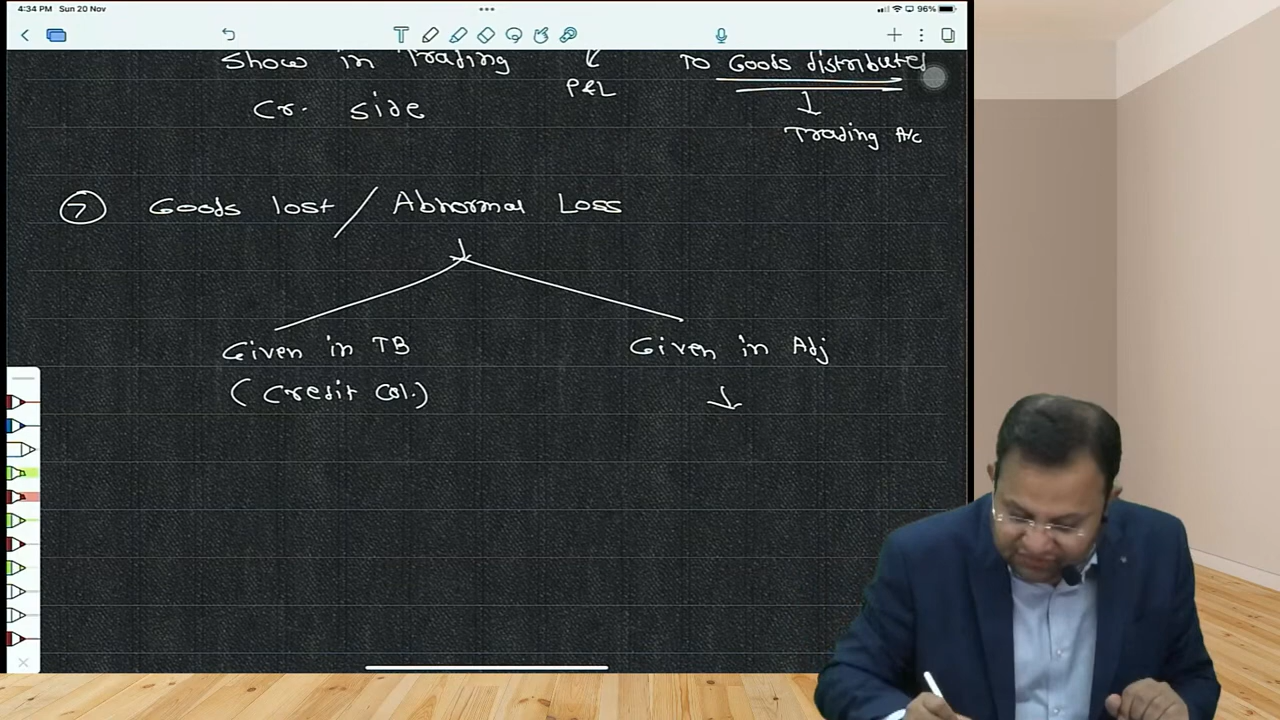 4:34 PM Sun 20 Nov
96%
Show in Trading
Cr. side
P&L
To Goods distributed
Trading A/c
7 Goods lost / Abnormal Loss
Given in TB
(Credit Col.)
Given in Adj